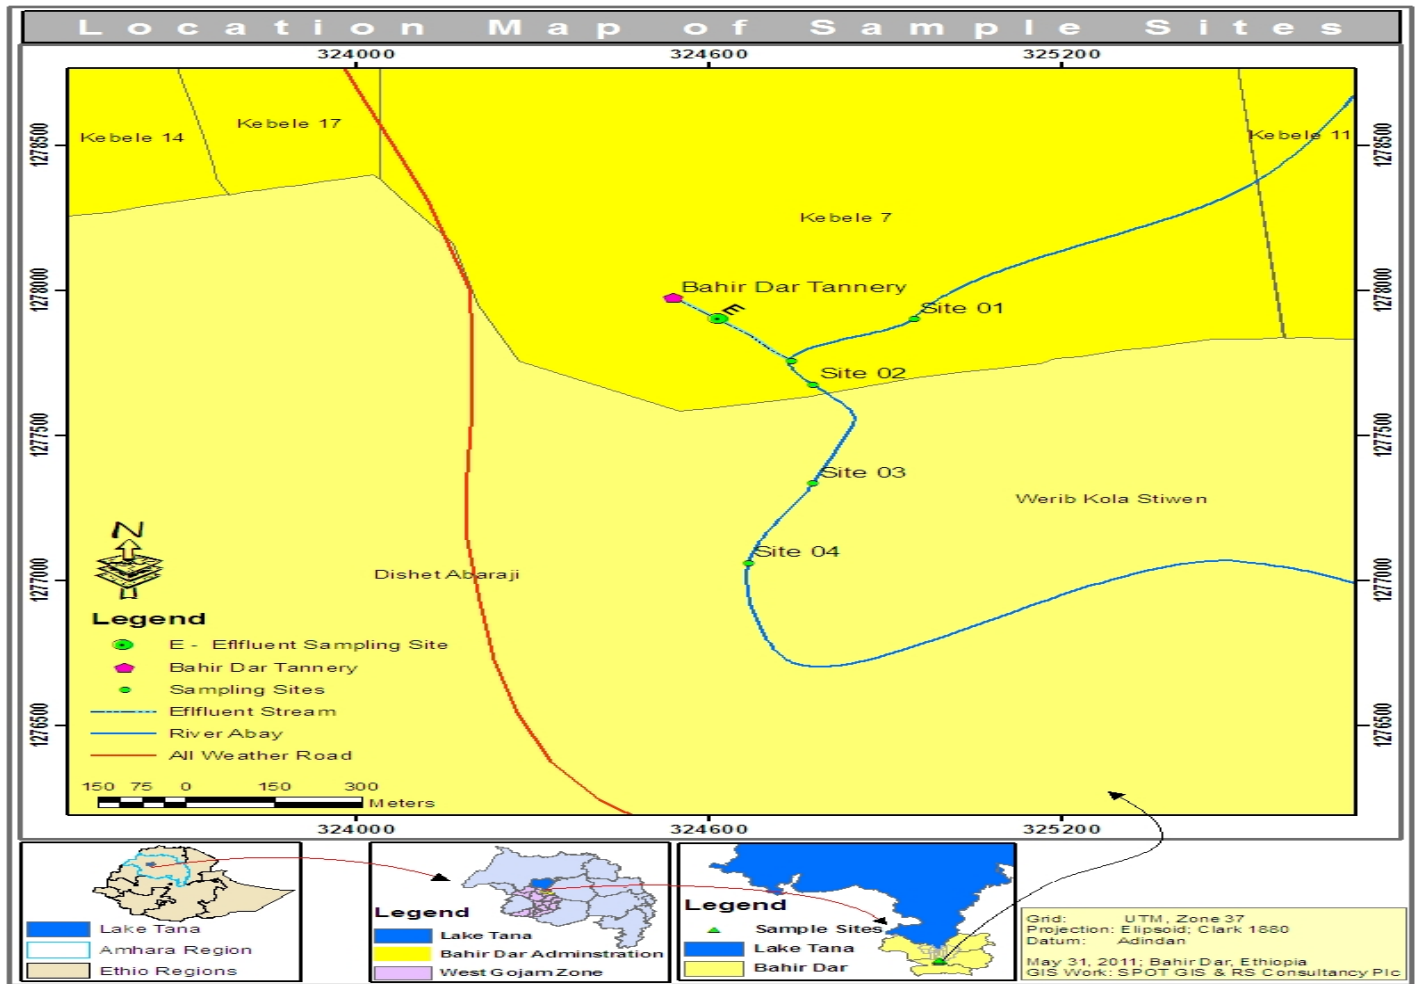 Location Map of Sample Sites
324000 324600 325200
Kebele 14
Kebele 17
Kebele 11
1278500
1278500
Kebele 7
Bahir Dar Tannery
1278000
1278000
E
Site 01
Site 02
1277500
1277500
Site 03
Werib Kola Stiwen
N
Site 04
Dishet Abaraji
1277000
1277000
Legend
E - Eflfluent Sampling Site
Bahir Dar Tannery
Sampling Sites
Eflfluent Stream
River Abay
All Weather Road
1276500
1276500
150 75 0 150 300
Meters
324000 324600 325200
Lake Tana
Amhara Region
Ethio Regions
Legend
Lake Tana
Bahir Dar Adminstration
West Gojam Zone
Legend
Sample Sites
Lake Tana
Bahir Dar
Grid: UTM, Zone 37
Projection: Elipsoid; Clark 1880
Datum: Adindan
May 31, 2011; Bahir Dar, Ethiopia
GIS Work: SPOT GIS & RS Consultancy Plc